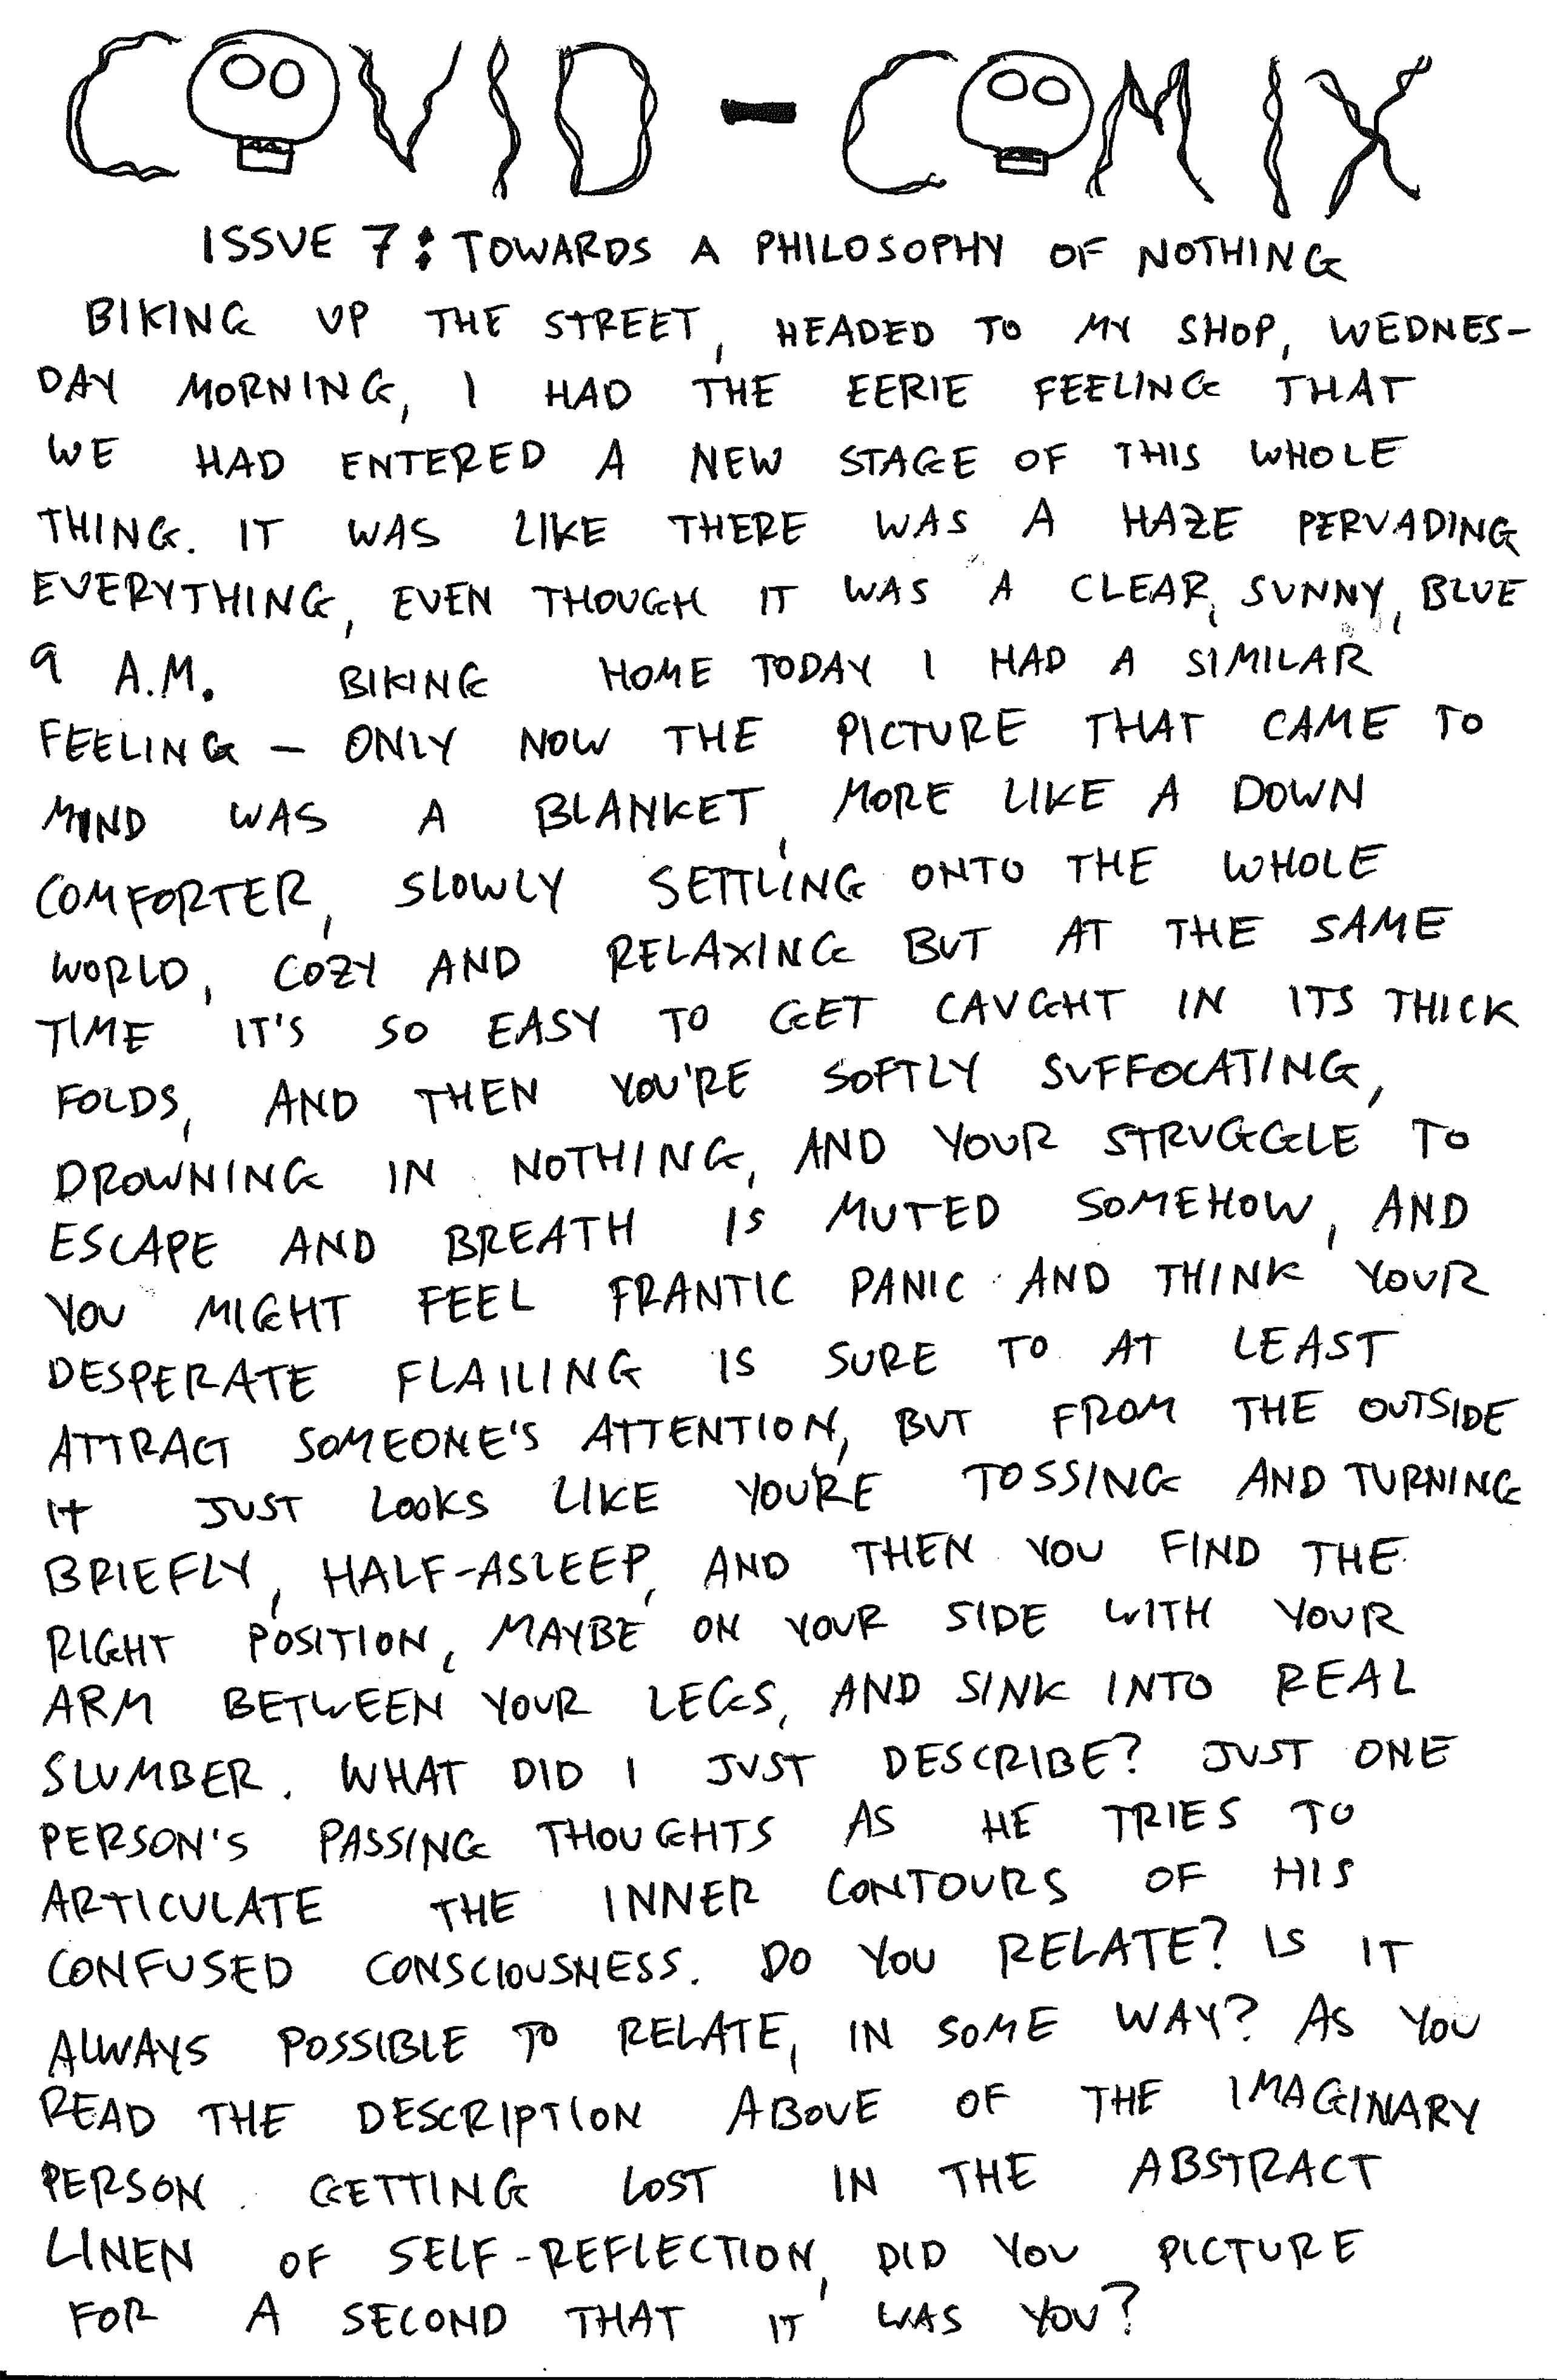 COVID-COMIX
ISSUE 7: TOWARDS A PHILOSOPHY OF NOTHING
BIKING UP THE STREET, HEADED TO MY SHOP, WEDNES-
DAY MORNING, I HAD THE EERIE FEELING THAT
WE HAD ENTERED A NEW STAGE OF THIS WHOLE
THING. IT WAS LIKE THERE WAS A HAZE PERVADING
EVERYTHING, EVEN THOUGH IT WAS A CLEAR, SUNNY, BLUE
9 A.M. BIKING HOME TODAY I HAD A SIMILAR
FEELING - ONLY NOW THE PICTURE THAT CAME TO
MIND WAS A BLANKET, MORE LIKE A DOWN
COMFORTER, SLOWLY SETTLING ONTO THE WHOLE
WORLD, COZY AND RELAXING BUT AT THE SAME
TIME IT'S SO EASY TO GET CAUGHT IN ITS THICK
FOLDS, AND THEN YOU'RE SOFTLY SUFFOCATING,
DROWNING IN NOTHING, AND YOUR STRUGGLE TO
ESCAPE AND BREATH IS MUTED SOMEHOW, AND
YOU MIGHT FEEL FRANTIC PANIC AND THINK YOUR
DESPERATE FLAILING IS SURE TO AT LEAST
ATTRACT SOMEONE'S ATTENTION, BUT FROM THE OUTSIDE
IT JUST LOOKS LIKE YOU'RE TOSSING AND TURNING
BRIEFLY, HALF-ASLEEP, AND THEN YOU FIND THE
RIGHT POSITION, MAYBE ON YOUR SIDE WITH YOUR
ARM BETWEEN YOUR LEGS, AND SINK INTO REAL
SLUMBER. WHAT DID I JUST DESCRIBE? JUST ONE
PERSON'S PASSING THOUGHTS AS HE TRIES TO
ARTICULATE THE INNER CONTOURS OF HIS
CONFUSED CONSCIOUSNESS. DO YOU RELATE? IS IT
ALWAYS POSSIBLE TO RELATE, IN SOME WAY? AS YOU
READ THE DESCRIPTION ABOVE OF THE IMAGINARY
PERSON GETTING LOST IN THE ABSTRACT
LINEN OF SELF-REFLECTION, DID YOU PICTURE
FOR A SECOND THAT IT WAS YOU?